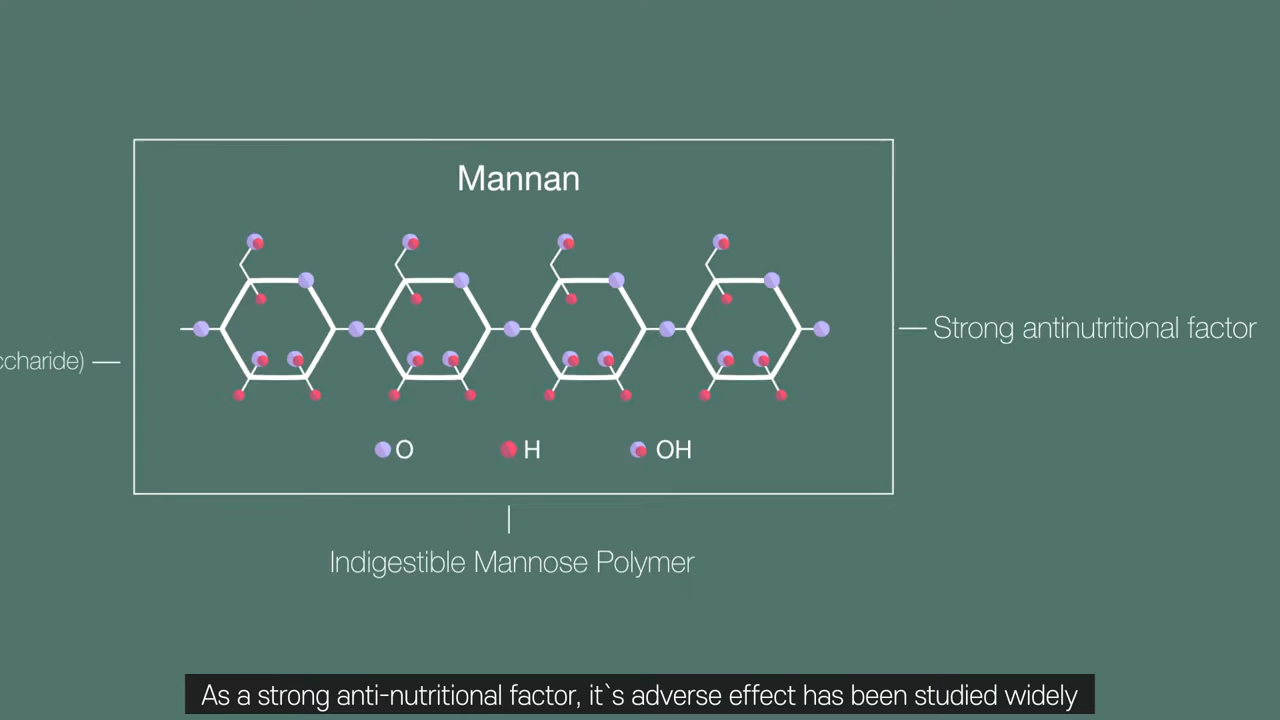 Mannan
ccharide)
Strong antinutritional factor
O H OH
Indigestible Mannose Polymer
As a strong anti-nutritional factor, it`s adverse effect has been studied widely